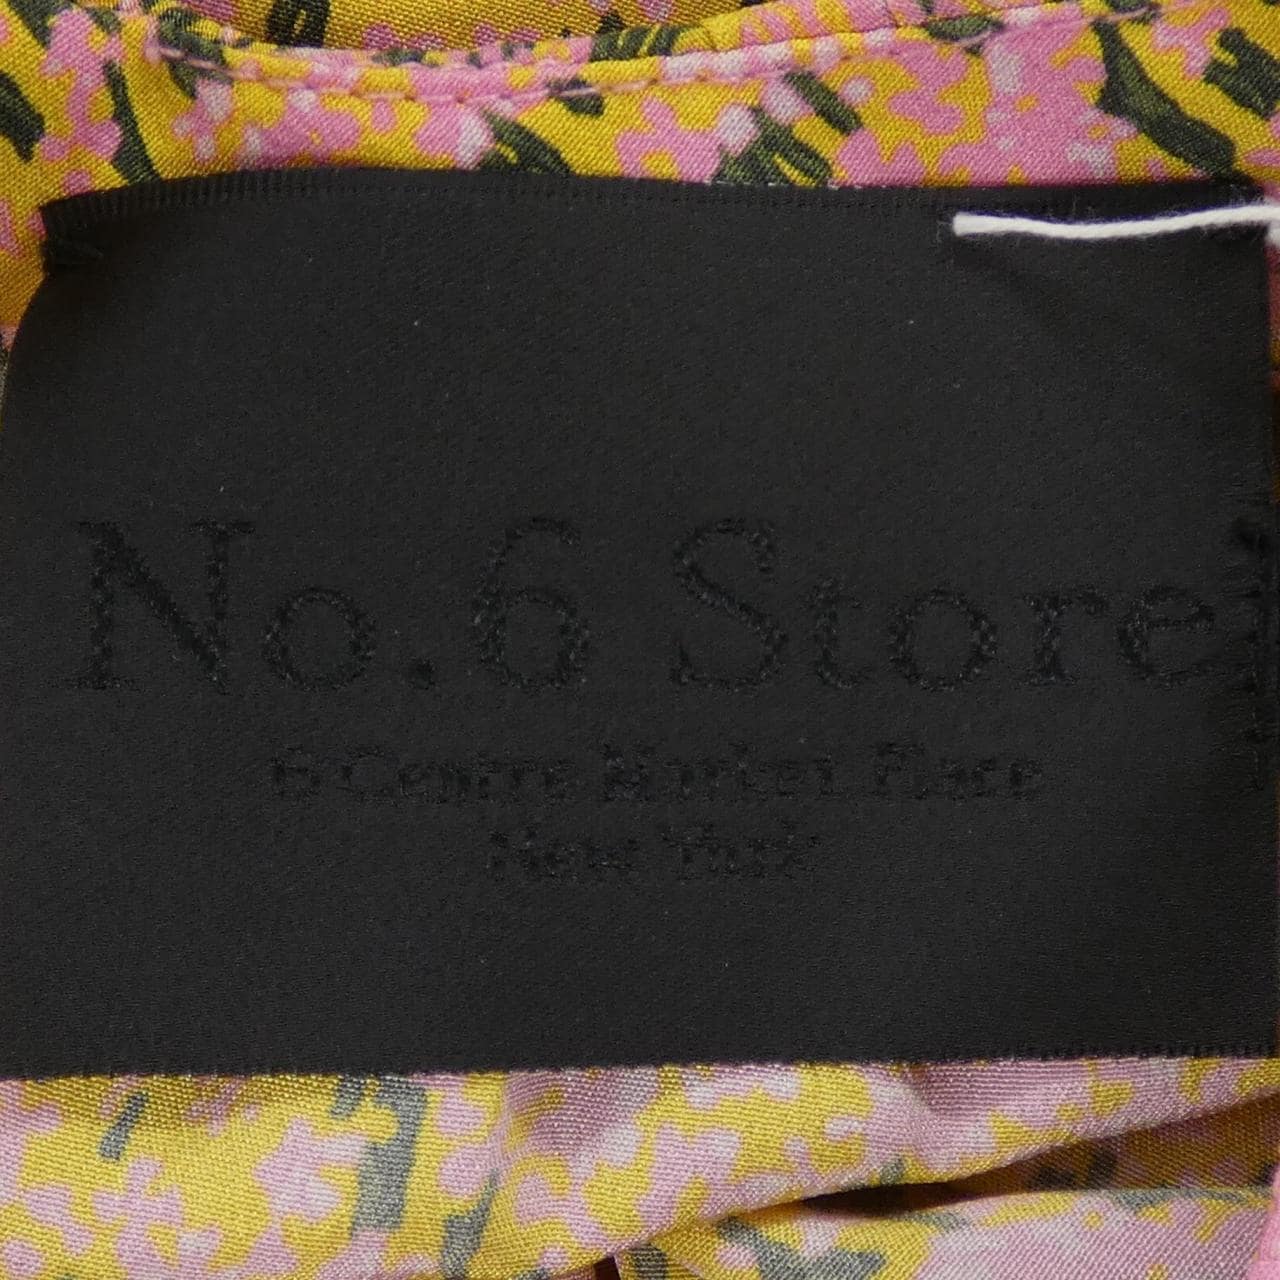 No. 6 Store
6 Centre Market Place
New York